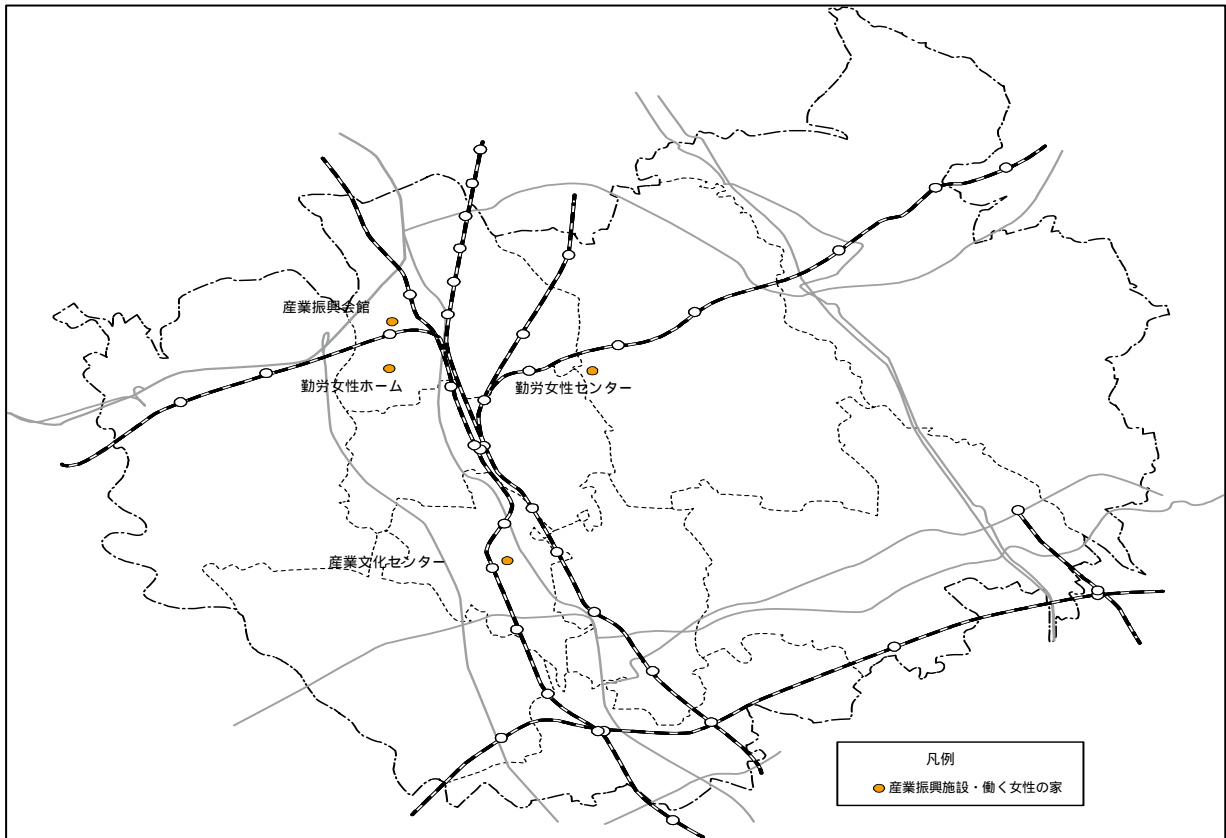 産業振興会館
勤労女性ホーム
勤労女性センター
産業文化センター
凡例
産業振興施設・働く女性の家